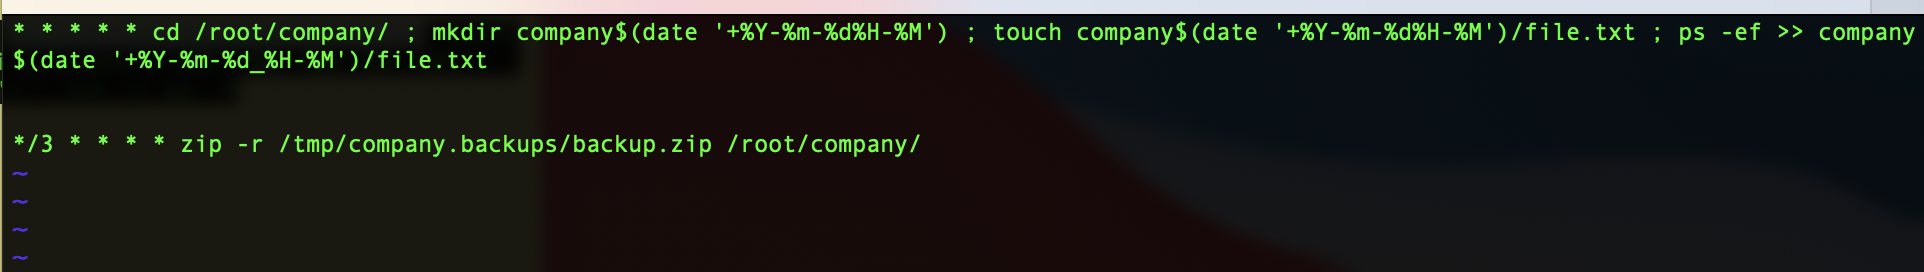 * * * * * cd /root/company/ ; mkdir company$(date '+%Y-%m-%d%H-%M') ; touch company$(date '+%Y-%m-%d%H-%M')/file.txt ; ps -ef >> company
$(date '+%Y-%m-%d_%H-%M')/file.txt
*/3 * * * * zip -r /tmp/company.backups/backup.zip /root/company/
~
~
~
~